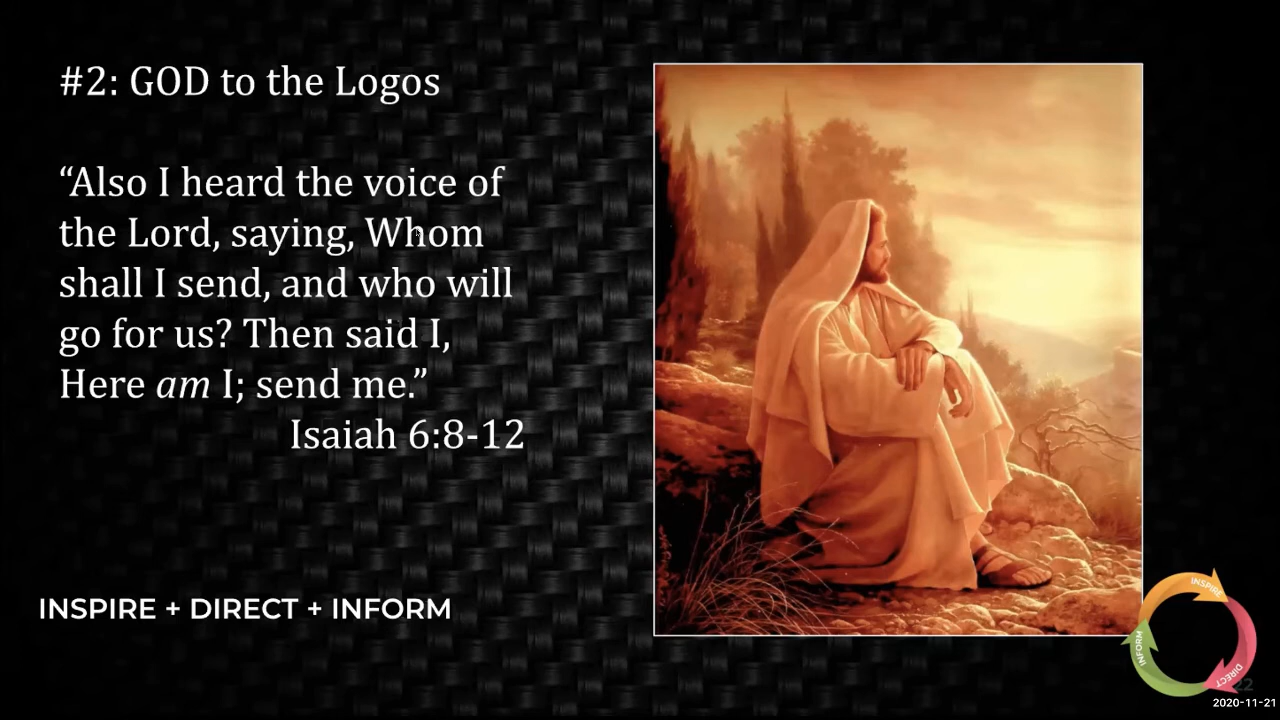 #2: GOD to the Logos
“Also I heard the voice of
the Lord, saying, Whom
shall I send, and who will
go for us? Then said I,
Here am I; send me.”
Isaiah 6:8-12
INSPIRE + DIRECT + INFORM
INSPIRE
DIRECT
INFORM
22
2020-11-21